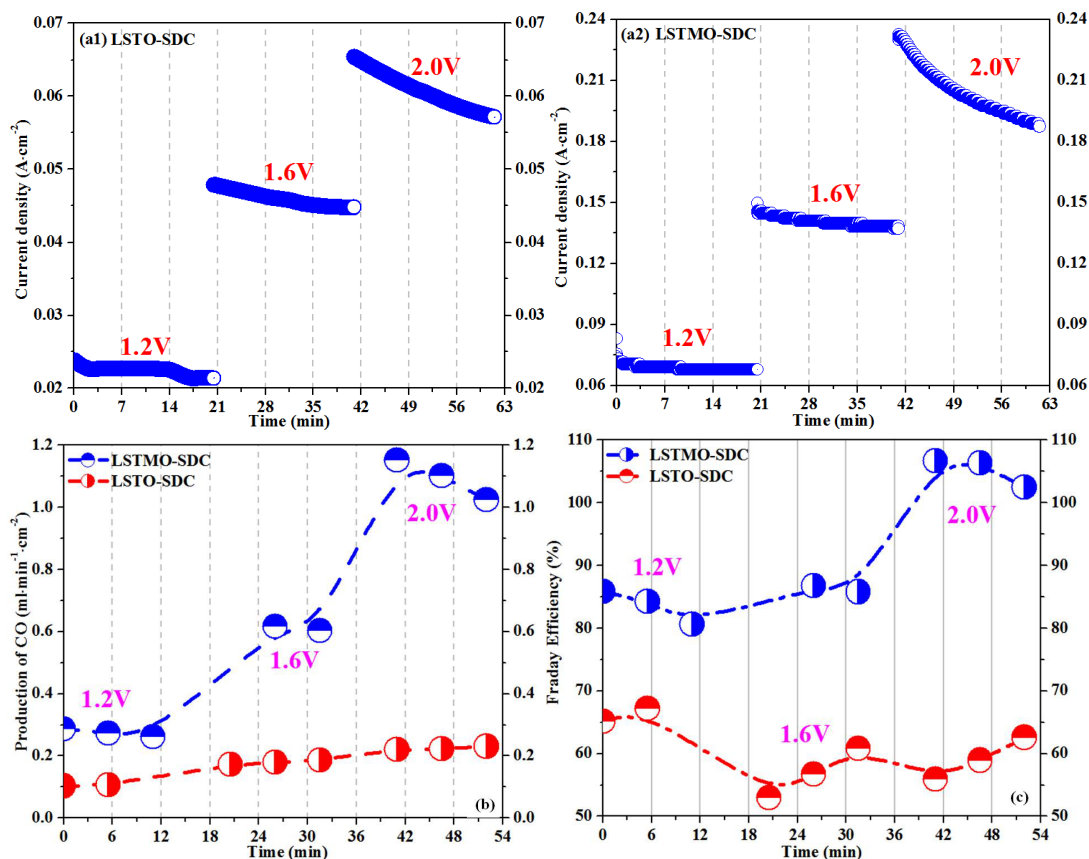 (a1) LSTO-SDC
2.0V
1.6V
1.2V
Current density (A·cm⁻²)
0.07
0.06
0.05
0.04
0.03
0.02
0.07
0.06
0.05
0.04
0.03
0.02
0 7 14 21 28 35 42 49 56 63
Time (min)
(a2) LSTMO-SDC
2.0V
1.6V
1.2V
Current density (A·cm⁻²)
0.24
0.21
0.18
0.15
0.12
0.09
0.06
0.24
0.21
0.18
0.15
0.12
0.09
0.06
0 7 14 21 28 35 42 49 56 63
Time (min)
LSTMO-SDC
LSTO-SDC
2.0V
1.6V
1.2V
(b)
Production of CO (ml·min⁻¹·cm⁻²)
1.2
1.0
0.8
0.6
0.4
0.2
0.0
1.2
1.0
0.8
0.6
0.4
0.2
0.0
0 6 12 18 24 30 36 42 48 54
Time (min)
LSTMO-SDC
LSTO-SDC
2.0V
1.2V
1.6V
(c)
Fraday Efficiency (%)
110
100
90
80
70
60
50
110
100
90
80
70
60
50
0 6 12 18 24 30 36 42 48 54
Time (min)